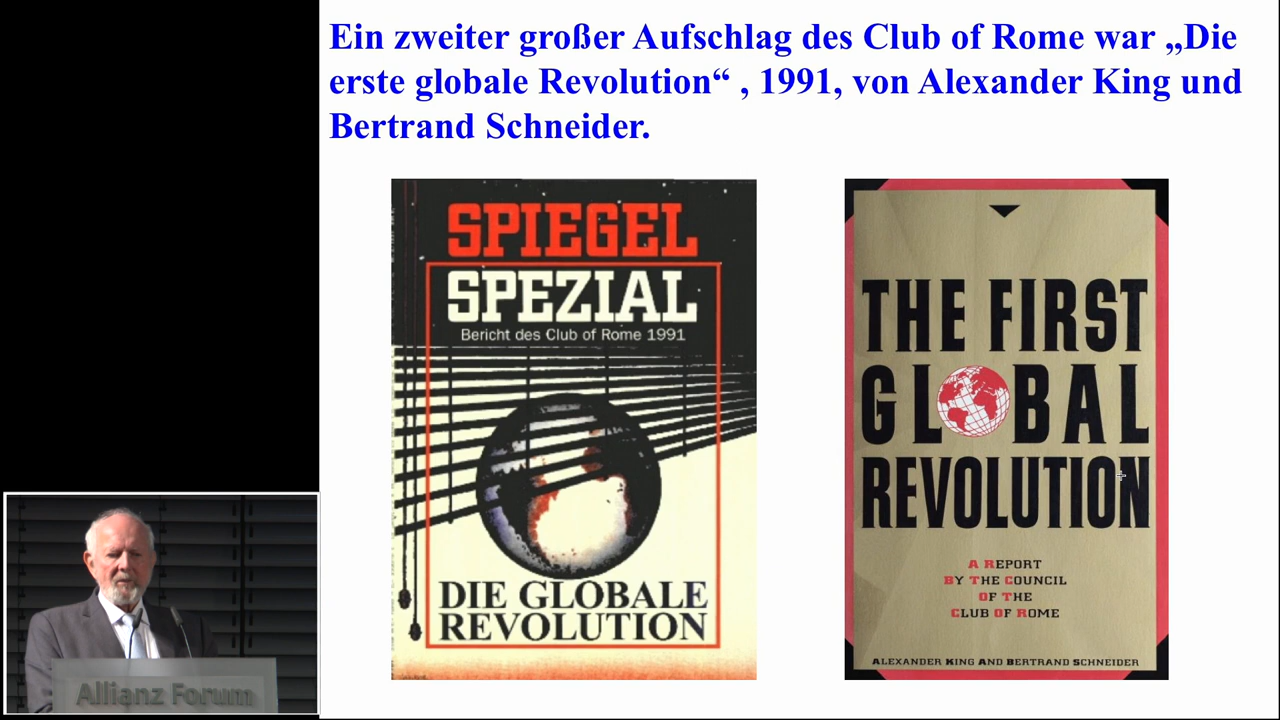 Ein zweiter großer Aufschlag des Club of Rome war „Die
erste globale Revolution“ , 1991, von Alexander King und
Bertrand Schneider.
SPIEGEL
SPEZIAL
Bericht des Club of Rome 1991
DIE GLOBALE
REVOLUTION
THE FIRST
GLOBAL
REVOLUTION
A REPORT
BY THE COUNCIL
OF THE
CLUB OF ROME
ALEXANDER KING AND BERTRAND SCHNEIDER
Allianz Forum